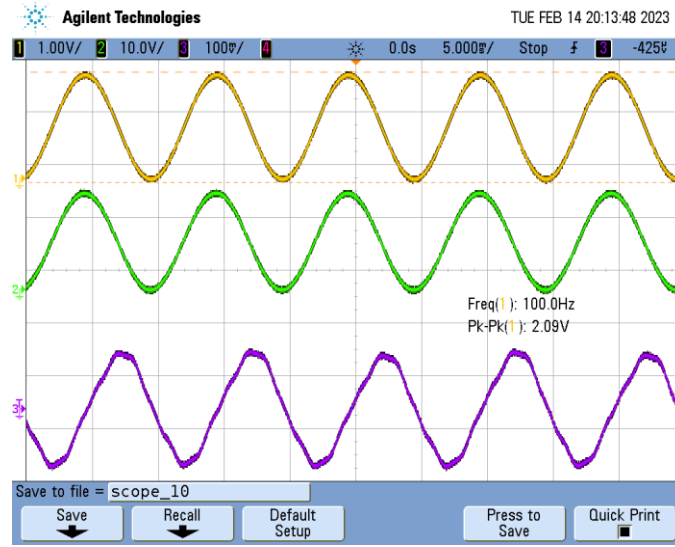 Agilent Technologies TUE FEB 14 20:13:48 2023
1 1.00V/ 2 10.0V/ 3 100mV/ 4 0.0s 5.000ms/ Stop 3 -425mV
1
2
3
Freq(1): 100.0Hz
Pk-Pk(1): 2.09V
Save to file = scope_10
Save Recall Default Setup Press to Save Quick Print